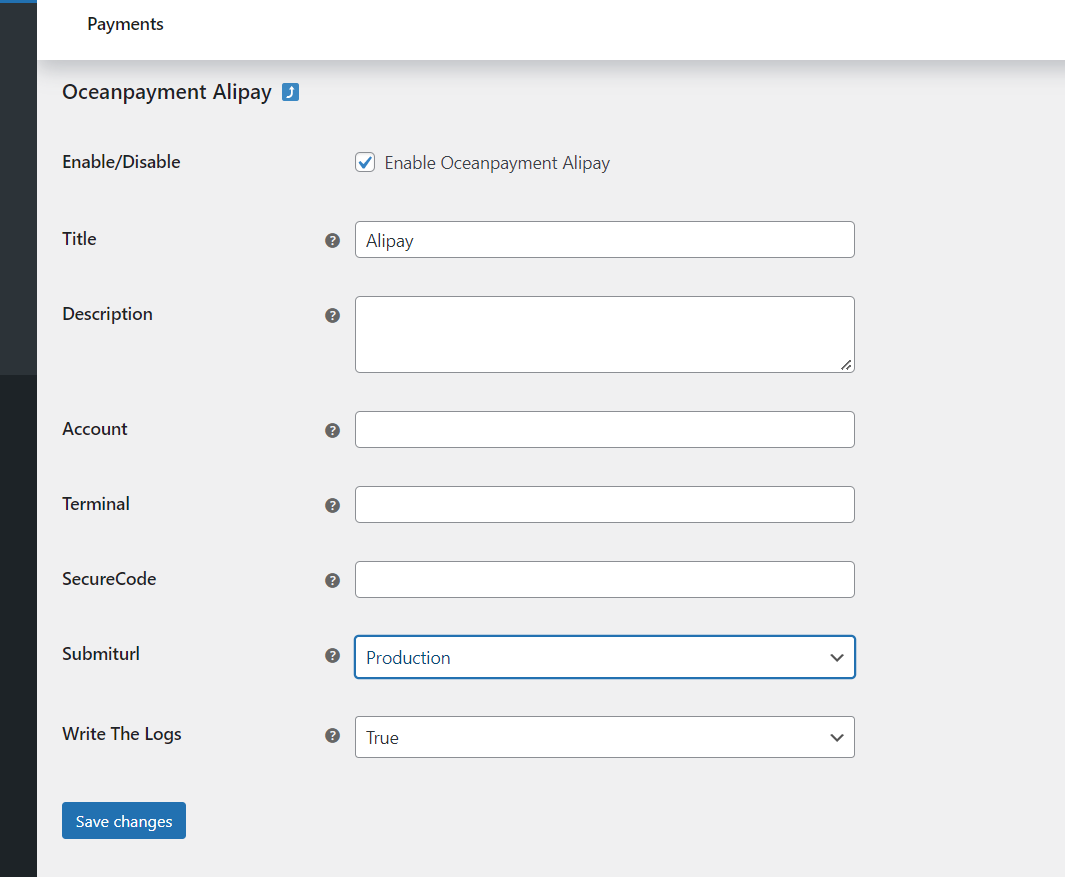 Payments
Oceanpayment Alipay
Enable/Disable
Enable Oceanpayment Alipay
Title
Alipay
Description
Account
Terminal
SecureCode
Submiturl
Production
Write The Logs
True
Save changes